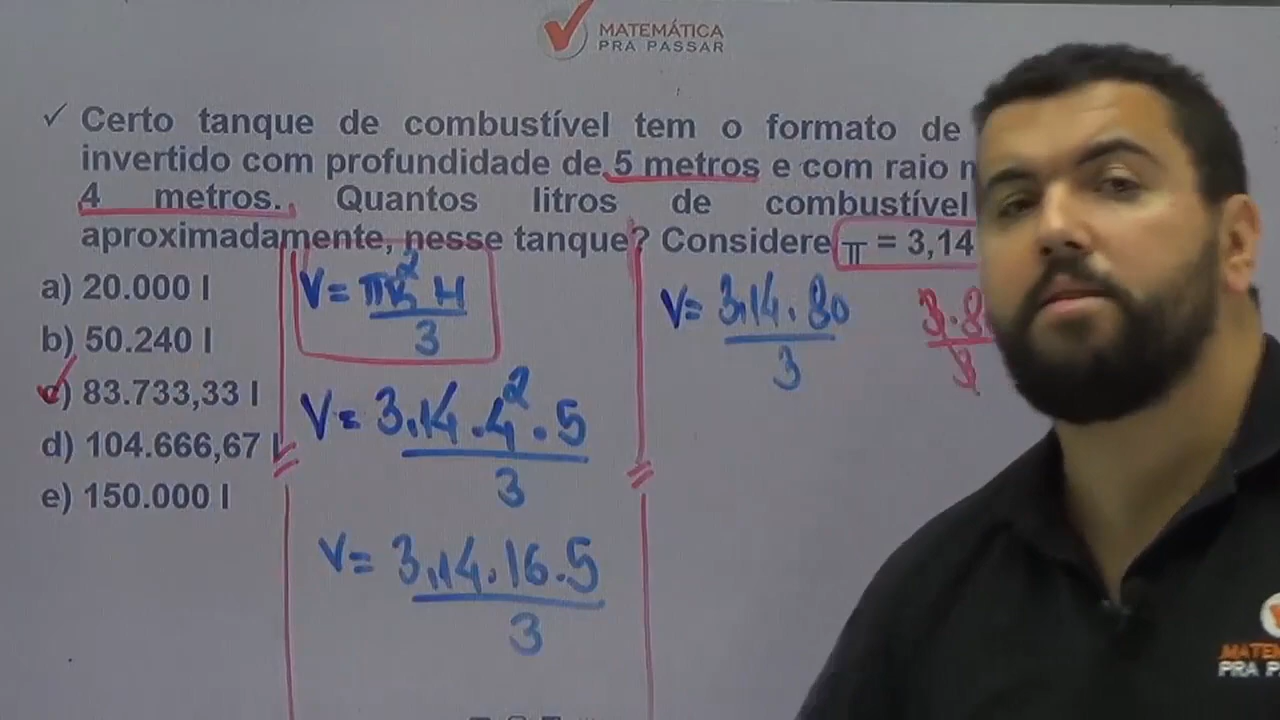 MATEMÁTICA
PRA PASSAR
✓ Certo tanque de combustível tem o formato de
invertido com profundidade de 5 metros e com raio
4 metros. Quantos litros de combustível
aproximadamente, nesse tanque? Considere π = 3,14
a) 20.000 l
b) 50.240 l
c) 83.733,33 l
d) 104.666,67 l
e) 150.000 l
V= πR² H
3
V= 3,14.4².5
3
V= 3,14.16.5
3
V= 3,14.80
3
PRA